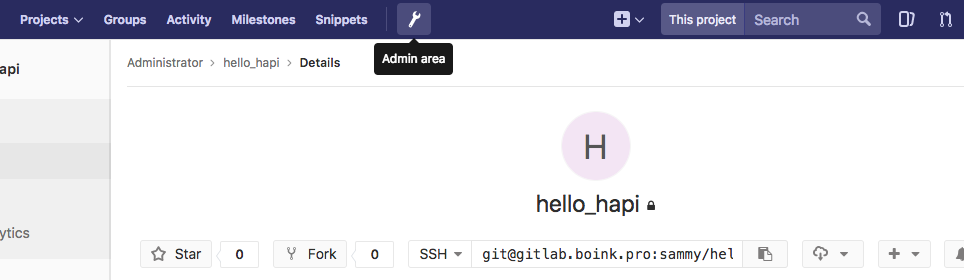 Projects Groups Activity Milestones Snippets This project Search
Admin area
api
Administrator > hello_hapi > Details
H
hello_hapi
ytics
Star 0 Fork 0 SSH git@gitlab.boink.pro:sammy/hel